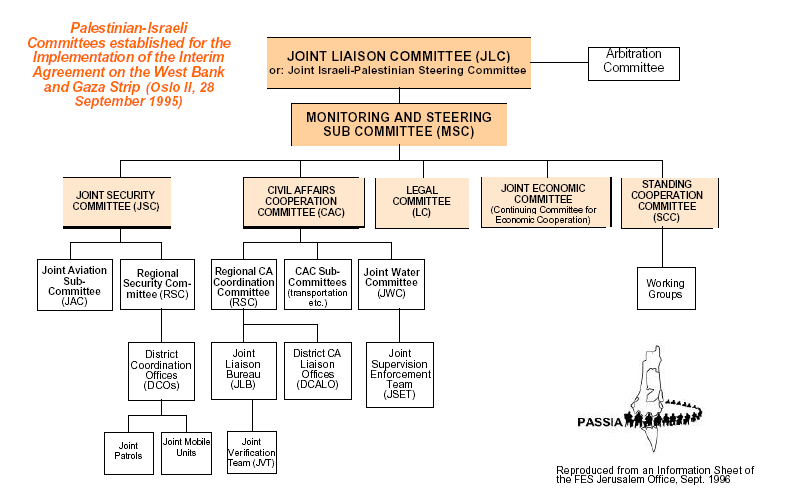 Palestinian-Israeli
Committees established for the
Implementation of the Interim
Agreement on the West Bank
and Gaza Strip (Oslo II, 28
September 1995)
JOINT LIAISON COMMITTEE (JLC)
or: Joint Israeli-Palestinian Steering Committee
Arbitration
Committee
MONITORING AND STEERING
SUB COMMITTEE (MSC)
JOINT SECURITY
COMMITTEE (JSC)
CIVIL AFFAIRS
COOPERATION
COMMITTEE (CAC)
LEGAL
COMMITTEE
(LC)
JOINT ECONOMIC
COMMITTEE
(Continuing Committee for
Economic Cooperation)
STANDING
COOPERATION
COMMITTEE
(SCC)
Joint Aviation
Sub-
Committee
(JAC)
Regional
Security Com-
mittee (RSC)
Regional CA
Coordination
Committee
(RSC)
CAC Sub-
Committees
(transportation
etc.)
Joint Water
Committee
(JWC)
Working
Groups
District
Coordination
Offices
(DCOs)
Joint
Liaison
Bureau
(JLB)
District CA
Liaison
Offices
(DCALO)
Joint
Supervision
Enforcement
Team
(JSET)
Joint
Patrols
Joint Mobile
Units
Joint
Verification
Team (JVT)
PASSIA
Reproduced from an Information Sheet of
the FES Jerusalem Office, Sept. 1996